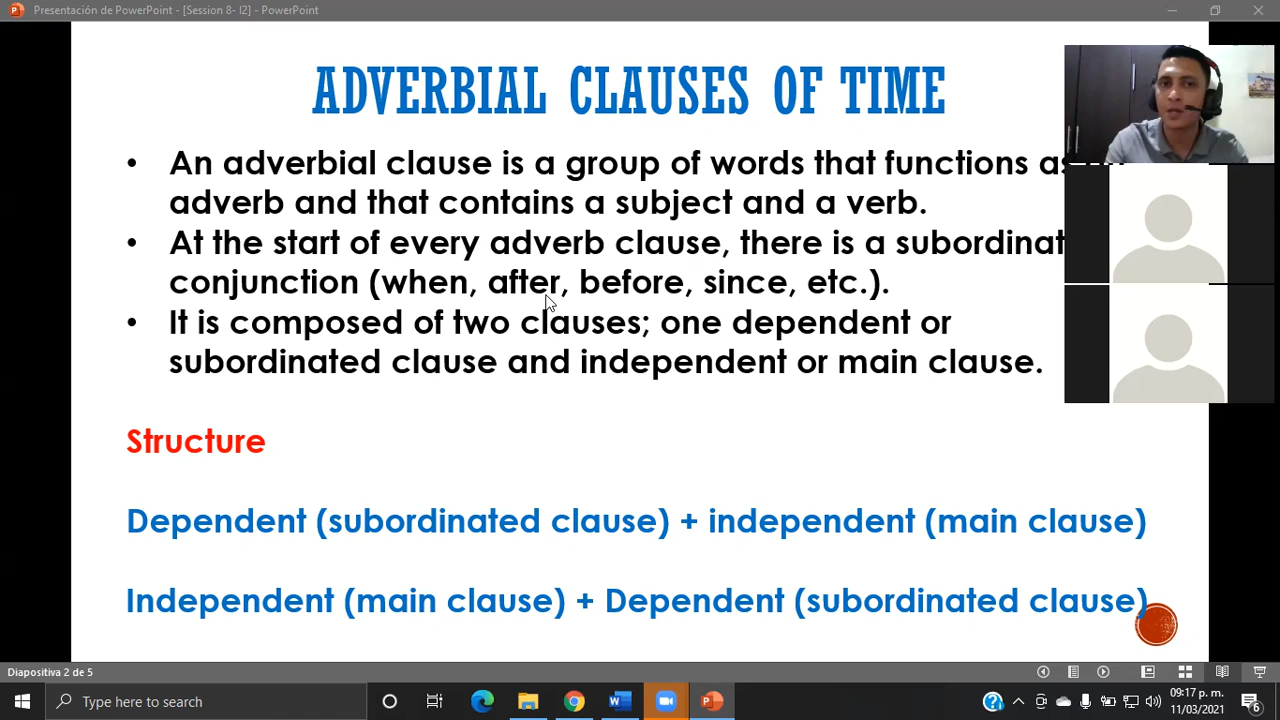 Presentación de PowerPoint - [Session 8- I2] - PowerPoint
ADVERBIAL CLAUSES OF TIME
• An adverbial clause is a group of words that functions as
adverb and that contains a subject and a verb.
• At the start of every adverb clause, there is a subordinat
conjunction (when, after, before, since, etc.).
• It is composed of two clauses; one dependent or
subordinated clause and independent or main clause.
Structure
Dependent (subordinated clause) + independent (main clause)
Independent (main clause) + Dependent (subordinated clause)
Diapositiva 2 de 5
Type here to search
09:17 p. m.
11/03/2021
6